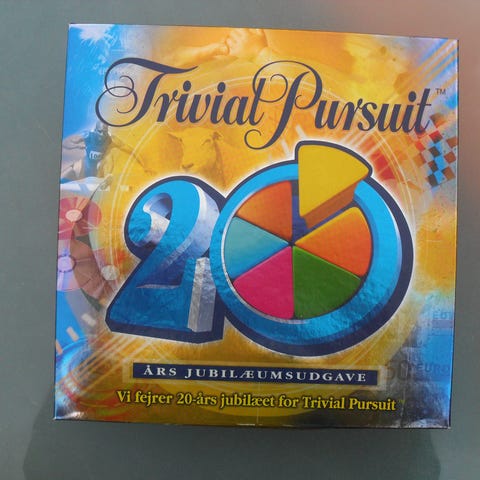 Trivial Pursuit™
20
ÅRS JUBILÆUMSUDGAVE
Vi fejrer 20-års jubilæet for Trivial Pursuit